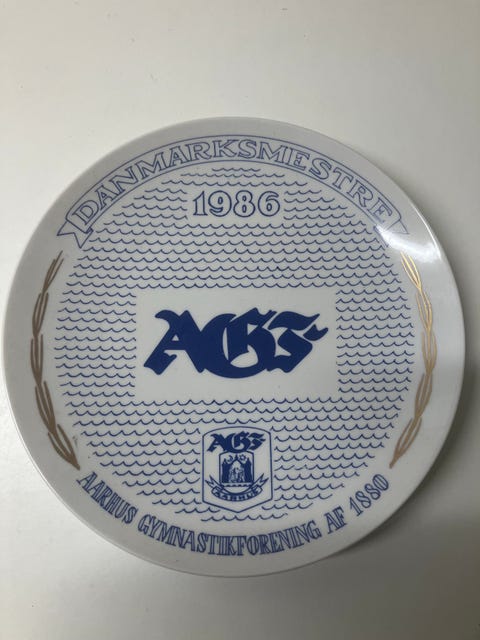 DANMARKSMESTRE
1986
AGF
AGF
AARHUS
AARHUS GYMNASTIKFORENING AF 1880